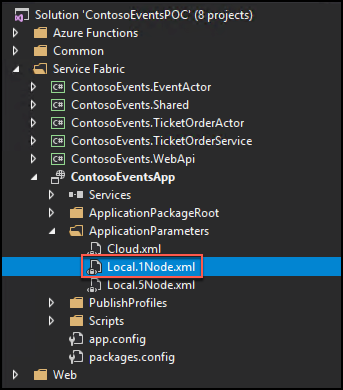 Solution 'ContosoEventsPOC' (8 projects)
Azure Functions
Common
Service Fabric
C# ContosoEvents.EventActor
C# ContosoEvents.Shared
C# ContosoEvents.TicketOrderActor
C# ContosoEvents.TicketOrderService
C# ContosoEvents.WebApi
ContosoEventsApp
Services
ApplicationPackageRoot
ApplicationParameters
Cloud.xml
Local.1Node.xml
Local.5Node.xml
PublishProfiles
Scripts
app.config
packages.config
Web